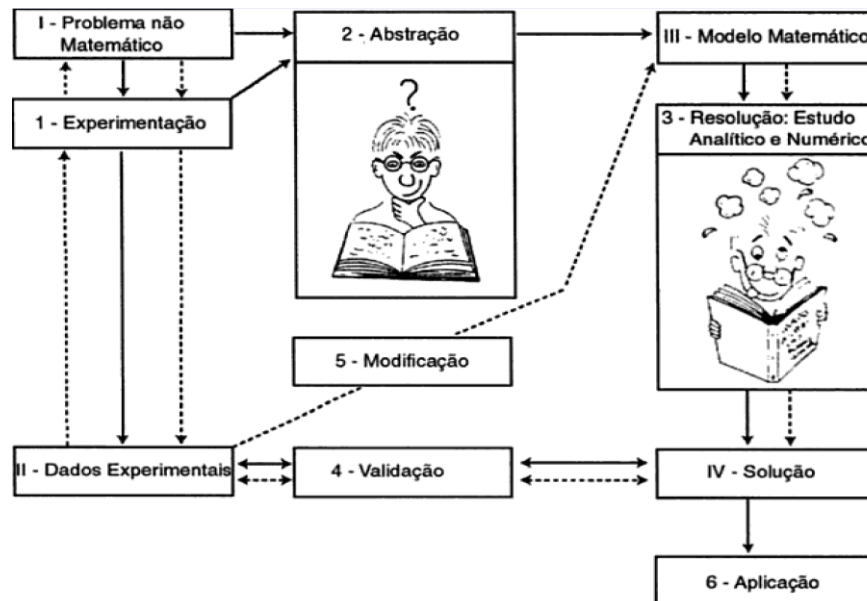 I - Problema não
Matemático
2 - Abstração
III - Modelo Matemático
1 - Experimentação
?
3 - Resolução: Estudo
Analítico e Numérico
5 - Modificação
II - Dados Experimentais
4 - Validação
IV - Solução
6 - Aplicação